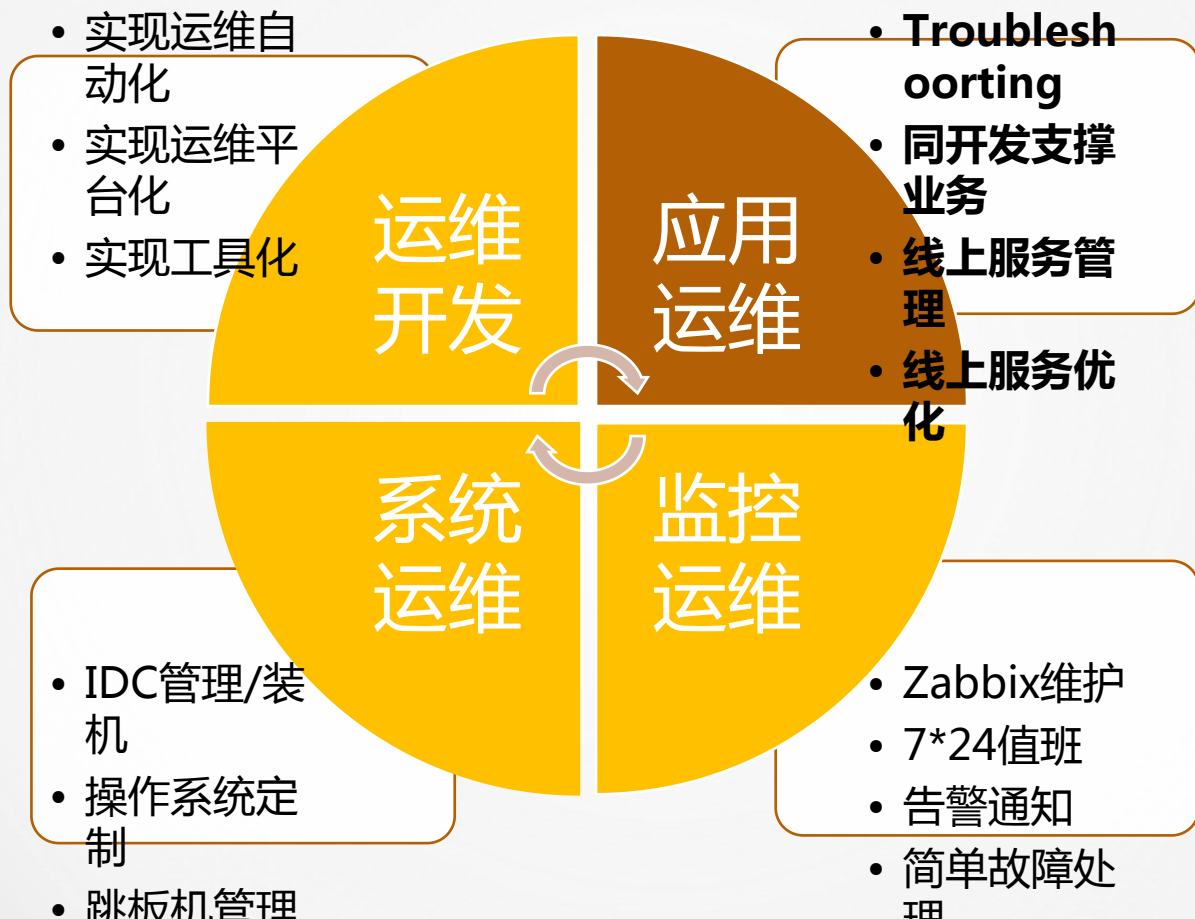 • 实现运维自
动化
• 实现运维平
台化
• 实现工具化
• Troublesh
oorting
• 同开发支撑
业务
• 线上服务管
理
• 线上服务优
化
运维
开发
应用
运维
系统
运维
监控
运维
• IDC管理/装
机
• 操作系统定
制
• 跳板机管理
• Zabbix维护
• 7*24值班
• 告警通知
• 简单故障处
理